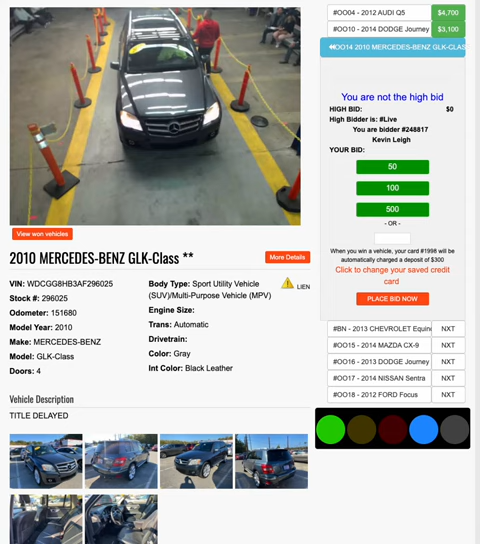 #OO04 - 2012 AUDI Q5 $4,700
#OO10 - 2014 DODGE Journey $3,100
#OO14 2010 MERCEDES-BENZ GLK-CLAS
You are not the high bid
HIGH BID: $0
High Bidder is: #Live
You are bidder #248817
Kevin Leigh
YOUR BID:
50
100
500
- OR -
When you win a vehicle, your card #1998 will be
automatically charged a deposit of $300
Click to change your saved credit
card
PLACE BID NOW
#BN - 2013 CHEVROLET Equin NXT
#OO15 - 2014 MAZDA CX-9 NXT
#OO16 - 2013 DODGE Journey NXT
#OO17 - 2014 NISSAN Sentra NXT
#OO18 - 2012 FORD Focus NXT
View won vehicles
2010 MERCEDES-BENZ GLK-Class **
More Details
VIN: WDCGG8HB3AF296025
Stock #: 296025
Odometer: 151680
Model Year: 2010
Make: MERCEDES-BENZ
Model: GLK-Class
Doors: 4
Body Type: Sport Utility Vehicle
(SUV)/Multi-Purpose Vehicle (MPV)
Engine Size:
Trans: Automatic
Drivetrain:
Color: Gray
Int Color: Black Leather
LIEN
Vehicle Description
TITLE DELAYED